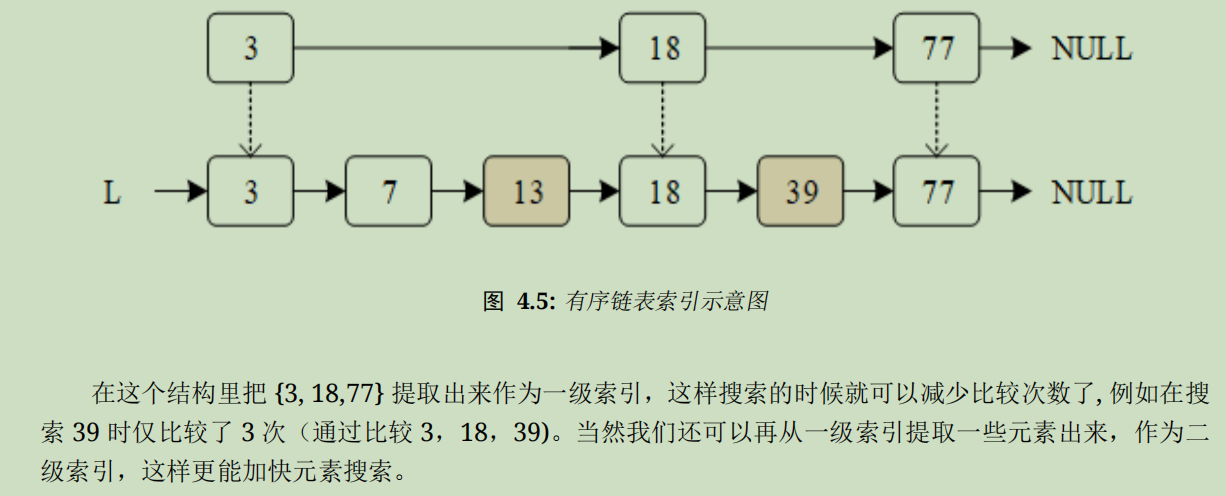 3 18 77 NULL
L 3 7 13 18 39 77 NULL
图 4.5: 有序链表索引示意图
在这个结构里把 {3, 18,77} 提取出来作为一级索引，这样搜索的时候就可以减少比较次数了, 例如在搜
索 39 时仅比较了 3 次（通过比较 3，18，39)。当然我们还可以再从一级索引提取一些元素出来，作为二
级索引，这样更能加快元素搜索。